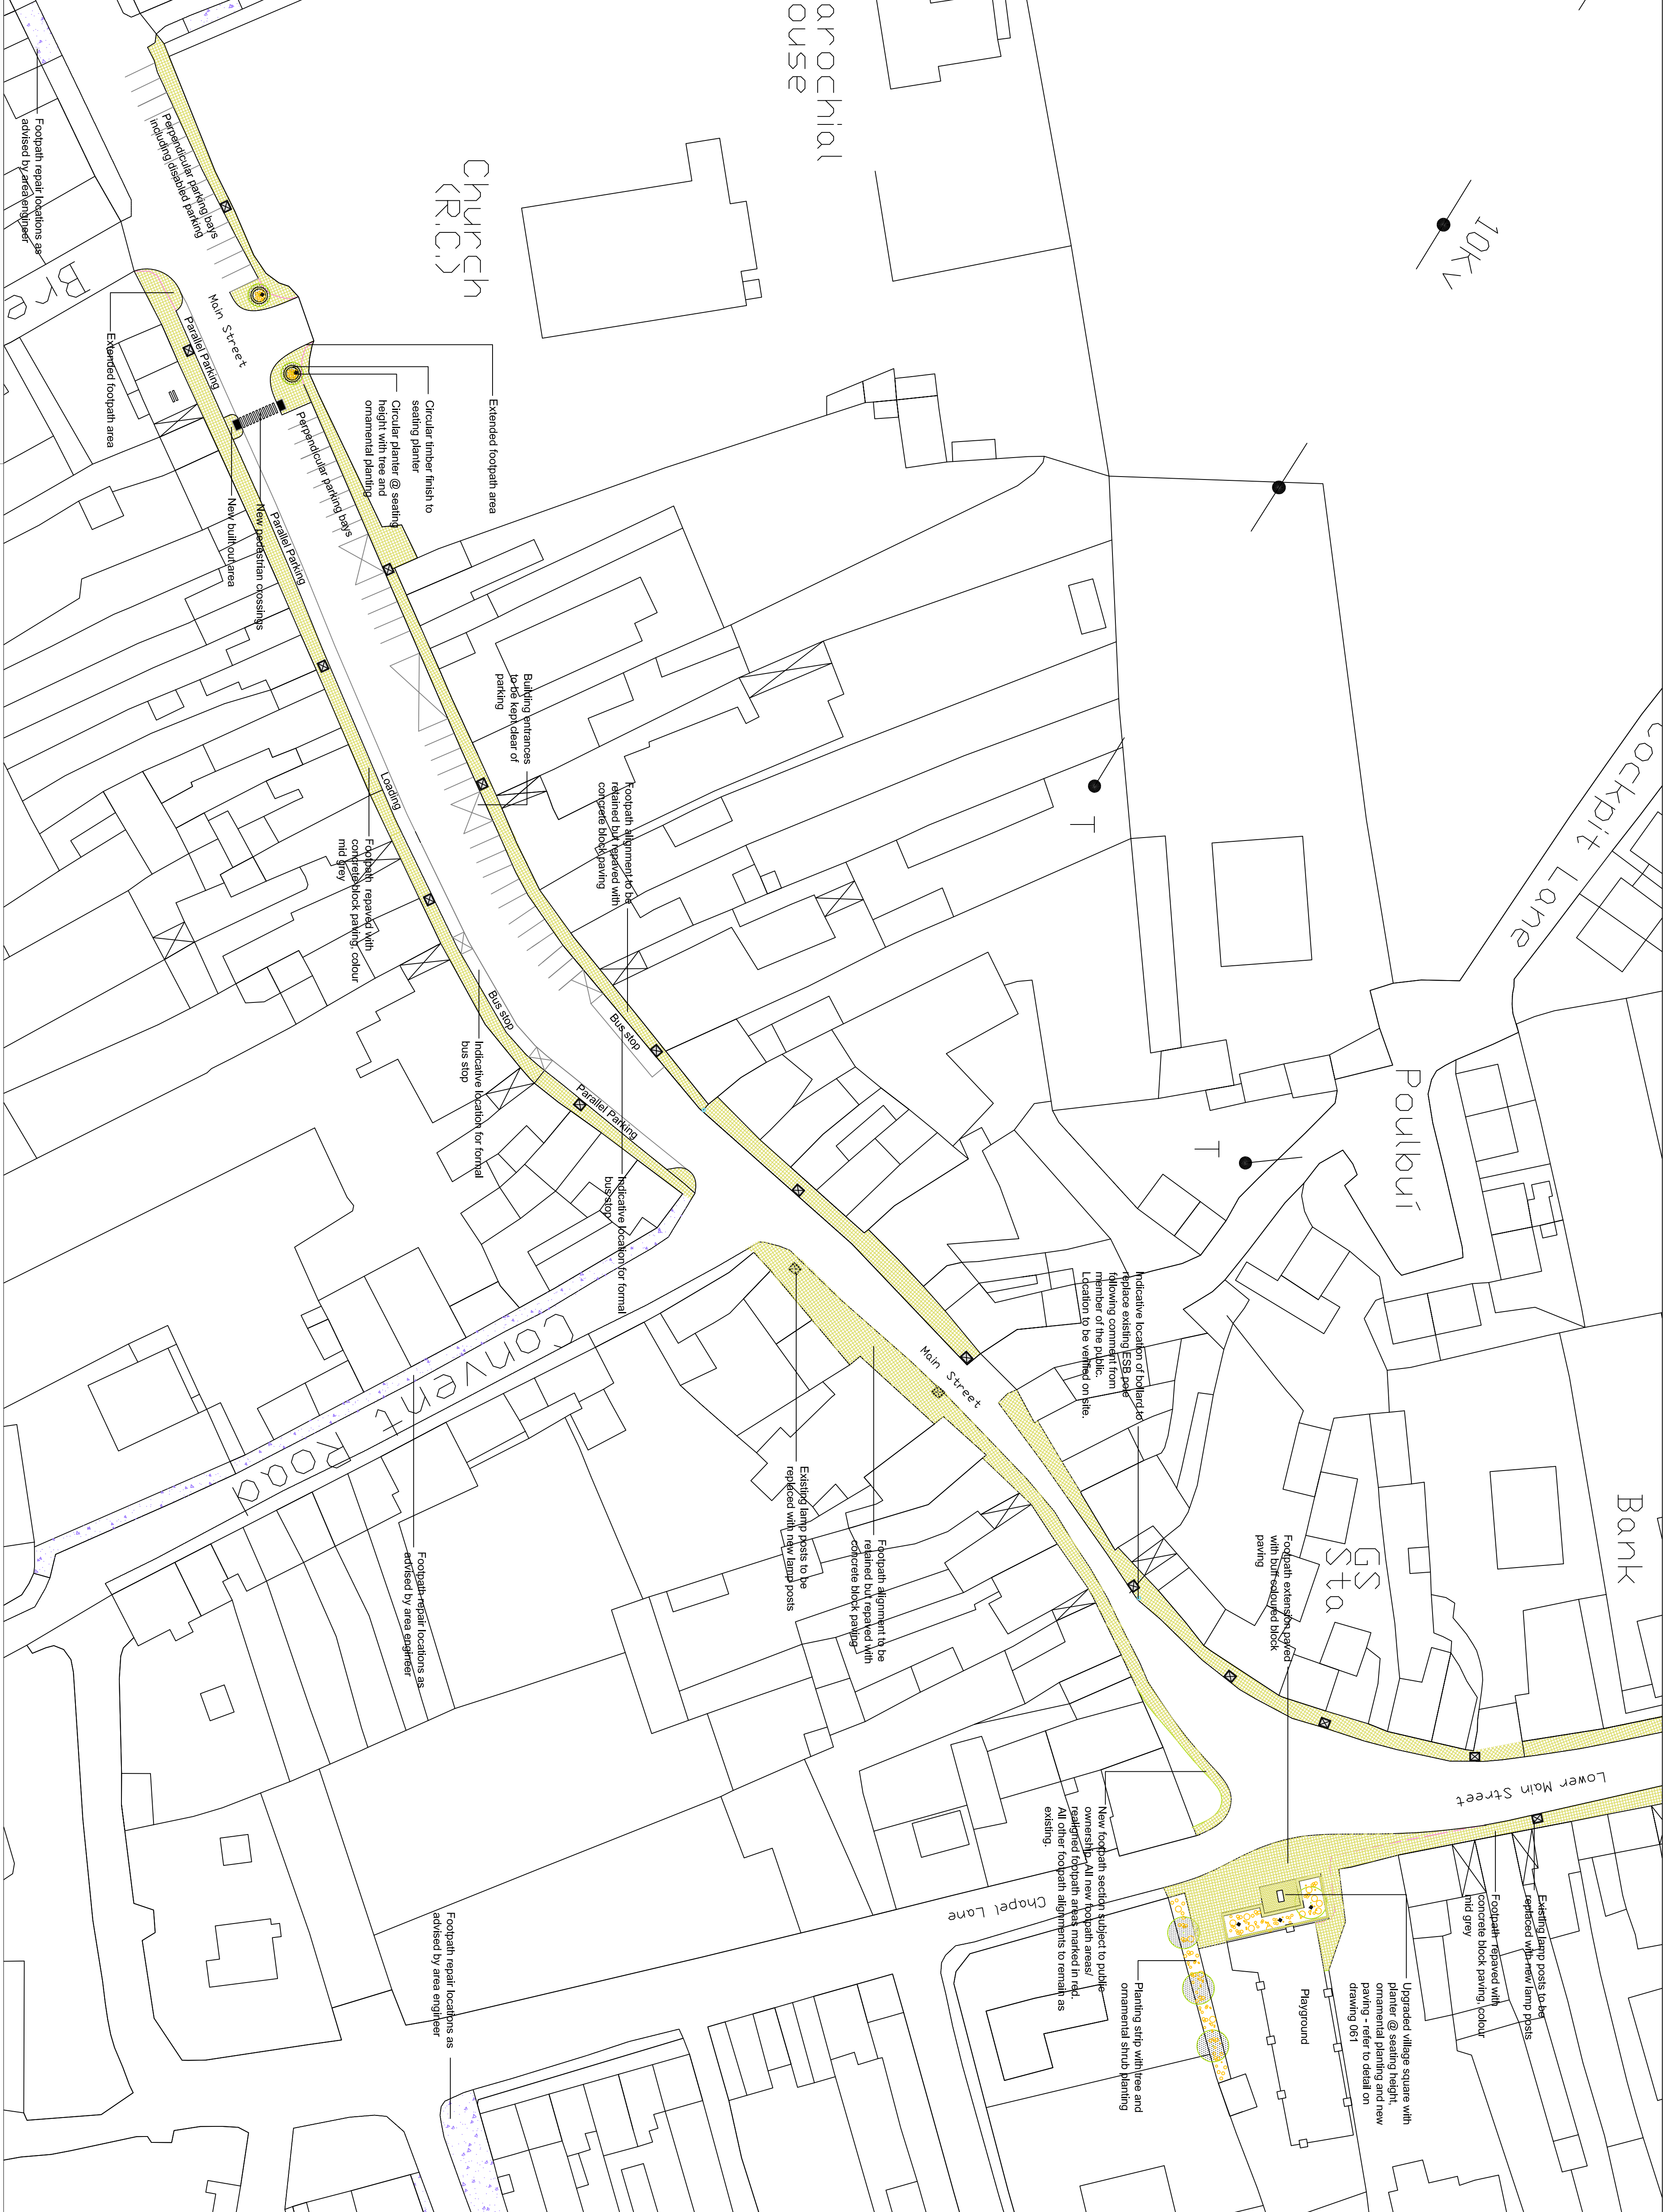 arochial
ouse
Church
(R.C.)
10Kv
Cockpit Lane
Poulbuí
Bank
GS
Sta
T
T
Bre
Main Street
Main Street
Lower Main Street
Chapel Lane
Convent Road
Playground
Footpath repair locations as
advised by area engineer
Perpendicular parking bays
including disabled parking
Extended footpath area
Parallel Parking
Extended footpath area
Circular timber finish to
seating planter
Circular planter @ seating
height with tree and
ornamental planting
Perpendicular parking bays
New pedestrian crossings
New buildout area
Parallel Parking
Building entrances
to be kept clear of
parking
Loading
Footpath repaved with
concrete block paving, colour
mid grey
Footpath alignment to be
retained but repaved with
concrete block paving
Bus stop
Bus stop
Indicative location for formal
bus stop
Parallel Parking
Indicative location for formal
bus stop
Indicative location of bollard to
replace existing ESB pole
following comment from
member of the public.
Location to be verified on site.
Existing lamp posts to be
replaced with new lamp posts
Footpath alignment to be
retained but repaved with
concrete block paving
Footpath repair locations as
advised by area engineer
Footpath extension paved
with buff coloured block
paving
New footpath section subject to public
ownership. All new footpath areas/
realigned footpath areas marked in red.
All other footpath alignments to remain as
existing.
Existing lamp posts to be
replaced with new lamp posts
Footpath repaved with
concrete block paving, colour
mid grey
Upgraded village square with
planter @ seating height,
ornamental planting and new
paving - refer to detail on
drawing 061
Planting strip with tree and
ornamental shrub planting
Footpath repair locations as
advised by area engineer